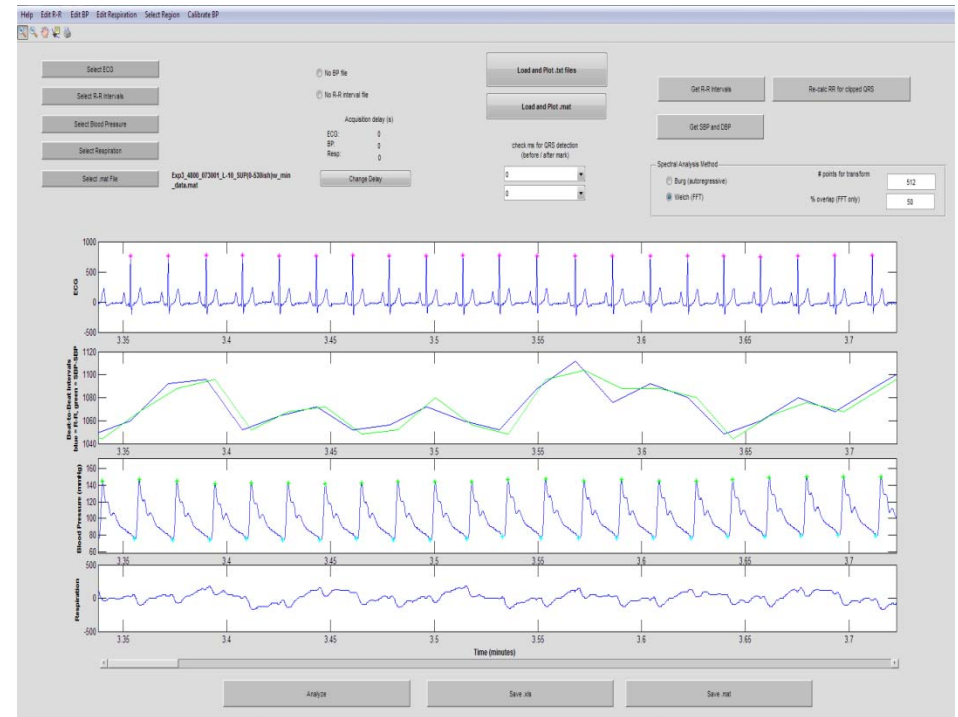 Help Edit R-R Edit BP Edit Respiration Select Region Calibrate BP
Select ECG
Select R-R Intervals
Select Blood Pressure
Select Respiration
Select .mat File
Exp3_4800_073001_L-10_SUP(0-530ish)w_min
_data.mat
No BP file
No R-R interval file
Acquisition delay (s)
ECG: 0
BP: 0
Resp: 0
Change Delay
Load and Plot .txt files
Load and Plot .mat
check ms for QRS detection
(before / after mark)
0
0
Get R-R Intervals
Re-calc RR for clipped QRS
Get SBP and DBP
Spectral Analysis Method
Burg (autoregressive)
Welch (FFT)
# points for transform
512
% overlap (FFT only)
50
ECG
1000
500
0
-500
3.35 3.4 3.45 3.5 3.55 3.6 3.65 3.7
Beat-to-Beat Intervals
blue = R-R, green = SBP-SBP
1120
1100
1080
1060
1040
3.35 3.4 3.45 3.5 3.55 3.6 3.65 3.7
Blood Pressure (mmHg)
160
140
120
100
80
60
3.35 3.4 3.45 3.5 3.55 3.6 3.65 3.7
Respiration
500
0
-500
3.35 3.4 3.45 3.5 3.55 3.6 3.65 3.7
Time (minutes)
Analyze
Save .xls
Save .mat